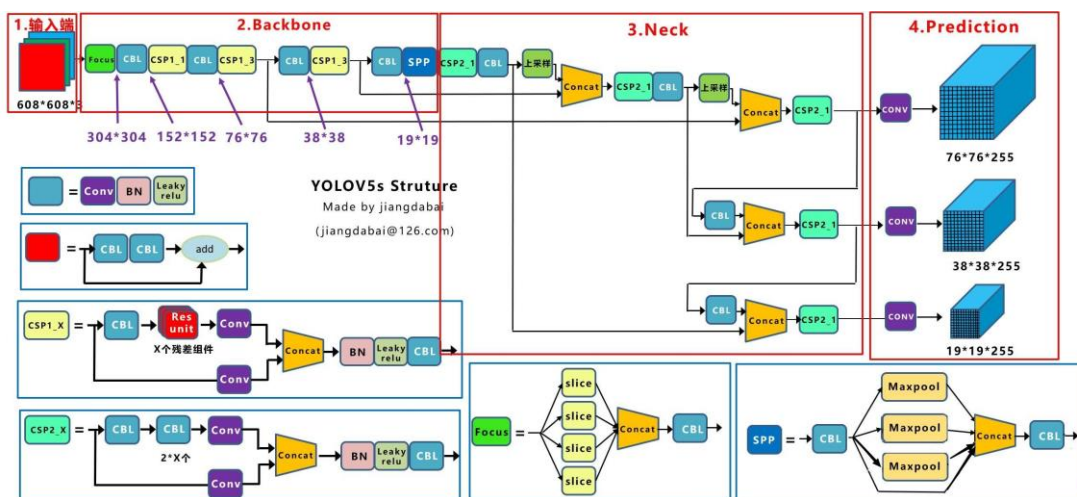 1.输入端
2.Backbone
3.Neck
4.Prediction
Focus
CBL
CSP1_1
CBL
CSP1_3
CBL
CSP1_3
CBL
SPP
CSP2_1
CBL
上采样
Concat
CSP2_1
CBL
上采样
Concat
CSP2_1
CONV
608*608*3
304*304
152*152
76*76
38*38
19*19
76*76*255
YOLOV5s Struture
Made by jiangdabai
(jiangdabai@126.com)
= Conv BN Leaky
relu
= CBL CBL add
CBL
Concat
CSP2_1
CONV
38*38*255
CBL
Concat
CSP2_1
CONV
19*19*255
CSP1_X = CBL Res
unit Conv
X个残差组件
Conv
Concat
BN Leaky
relu CBL
CSP2_X = CBL CBL Conv
2*X个
Conv
Concat
BN Leaky
relu CBL
Focus =
slice
slice
slice
slice
Concat
CBL
SPP = CBL
Maxpool
Maxpool
Maxpool
Concat
CBL